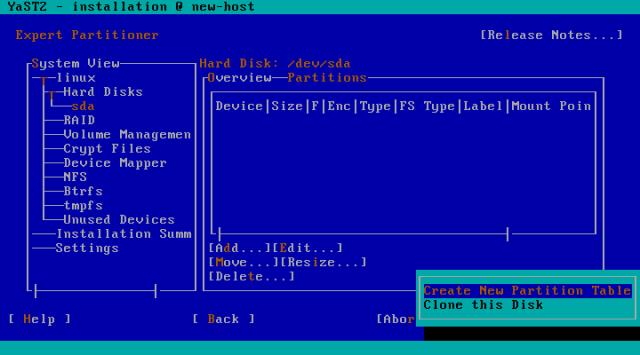 YaST2 - installation @ new-host
Expert Partitioner [Release Notes...]
System View
linux
Hard Disks
sda
RAID
Volume Managemen
Crypt Files
Device Mapper
NFS
Btrfs
tmpfs
Unused Devices
Installation Summ
Settings
Hard Disk: /dev/sda
Overview Partitions
Device|Size|F|Enc|Type|FS Type|Label|Mount Poin
[Add...][Edit...]
[Move...][Resize...]
[Delete...]
Create New Partition Table
Clone this Disk
[ Help ] [ Back ] [Abor